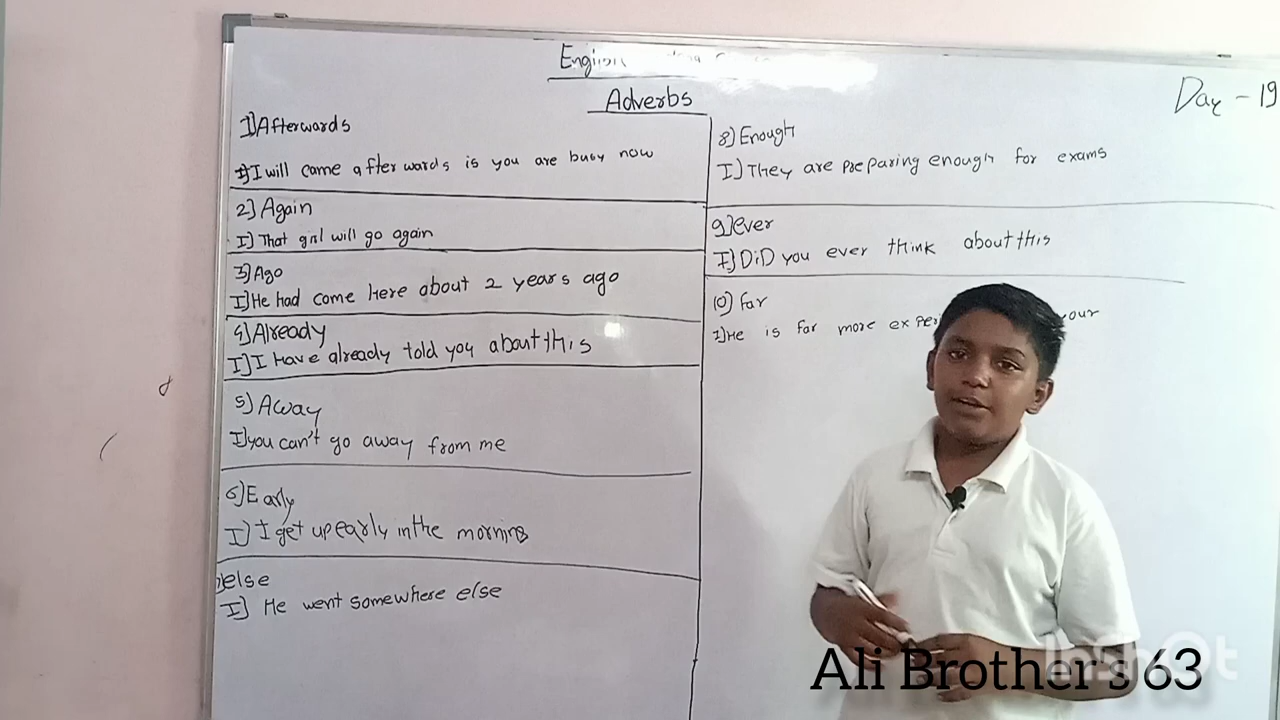 English
Adverbs
Day - 19
1) Afterwards
I) I will come after wards is you are busy now
2) Again
I) That girl will go again
3) Ago
I) He had come Here about 2 years ago
4) Already
I) I Have already told you about this
5) Away
I) you can't go away from me
6) Early
I) I get up early in the morning
) else
I) He went somewhere else
8) Enough
I) They are preparing enough for exams
9) ever
I) DiD you ever think about this
10) far
I) He is far more
Ali Brother's 63
InShot